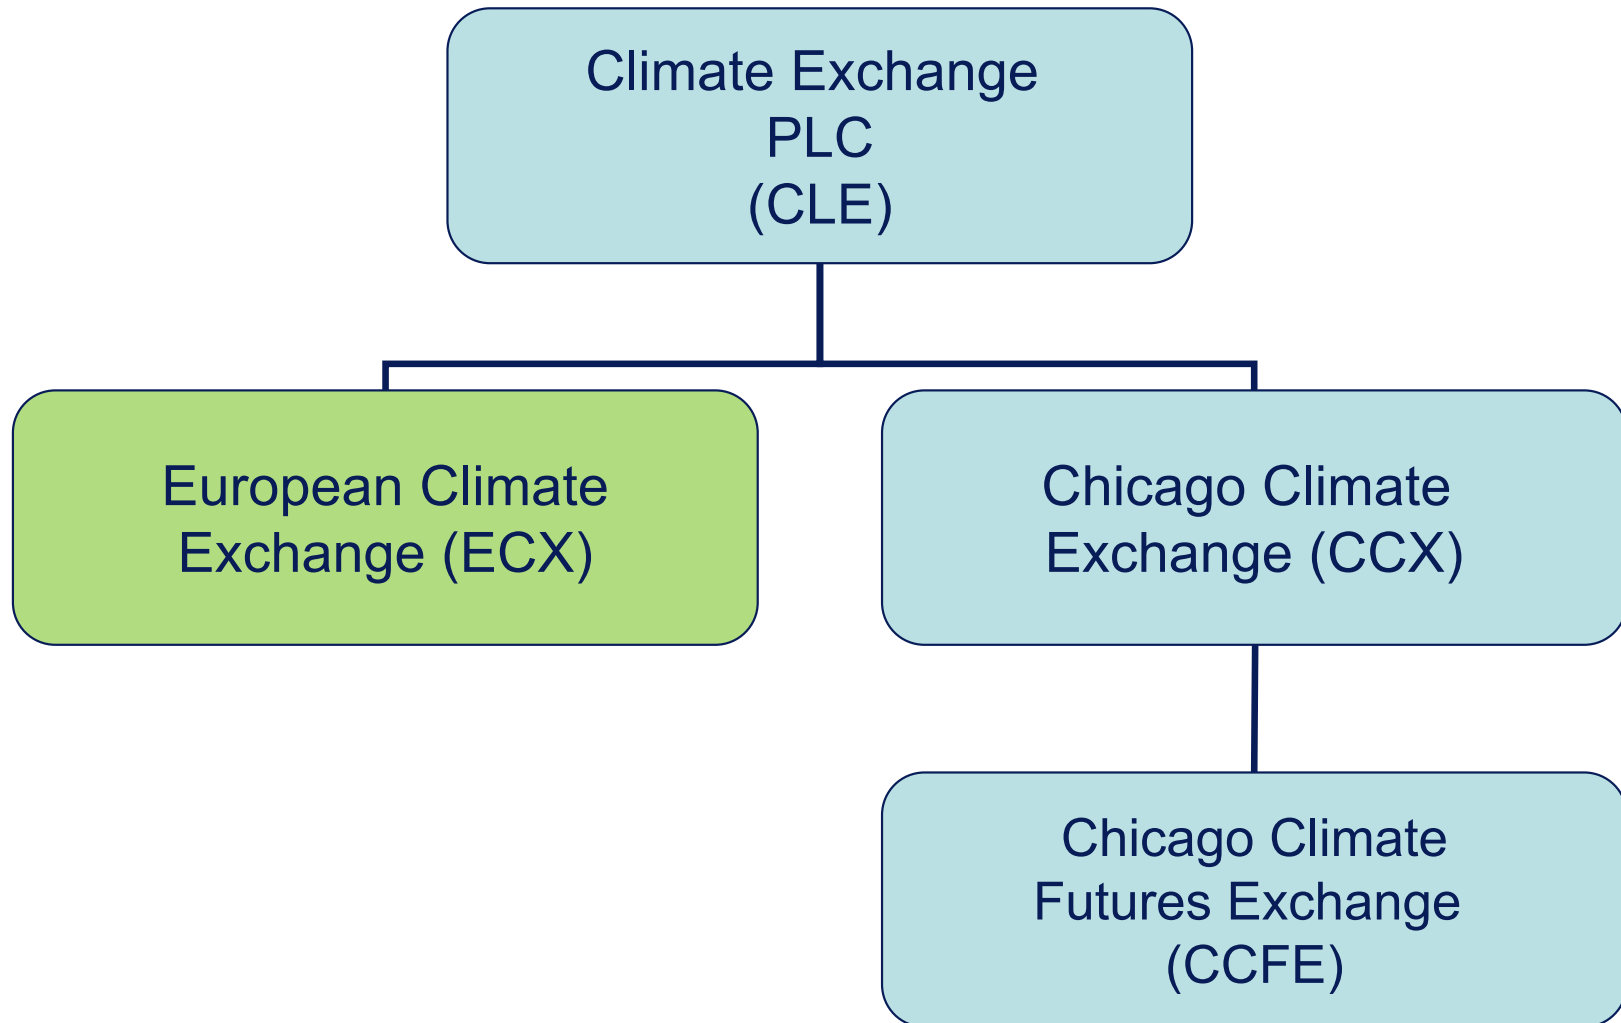 Climate Exchange
PLC
(CLE)
European Climate
Exchange (ECX)
Chicago Climate
Exchange (CCX)
Chicago Climate
Futures Exchange
(CCFE)